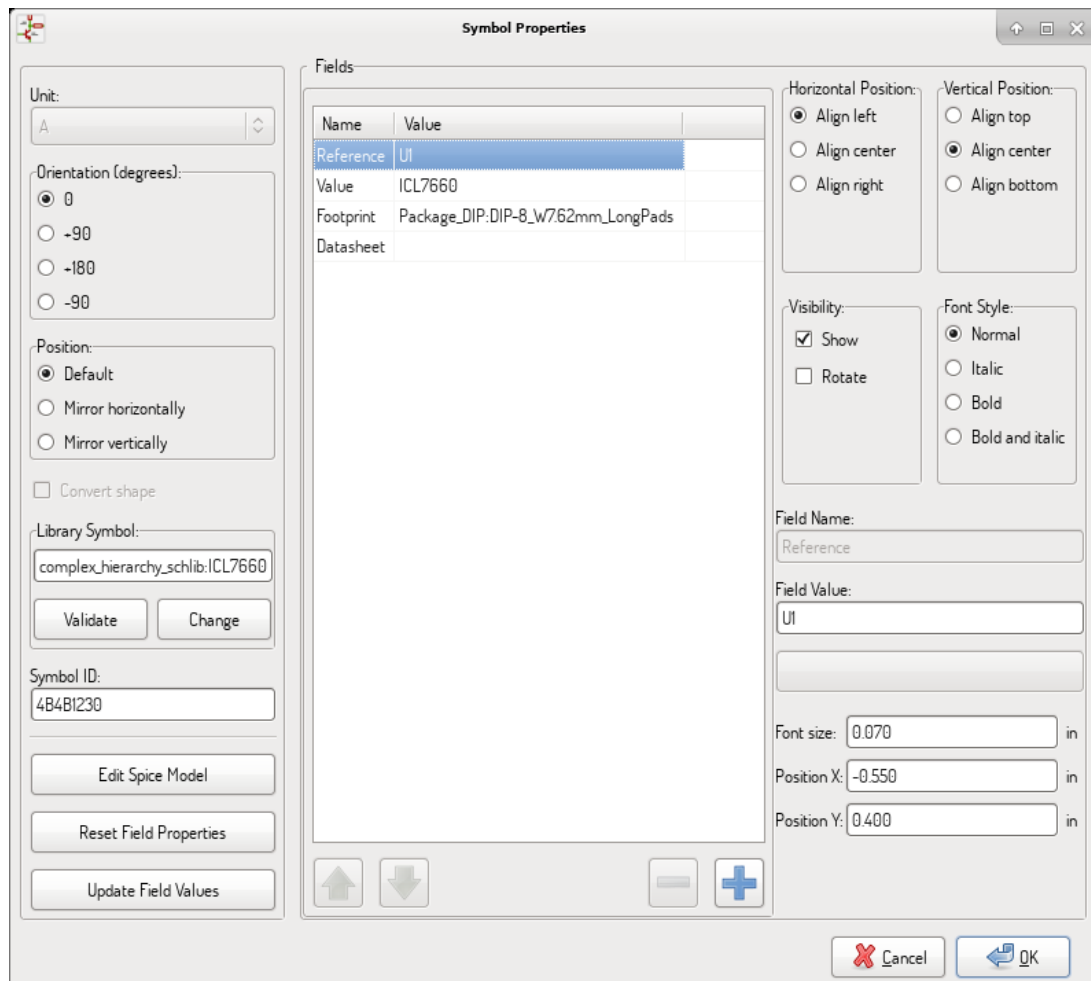 Symbol Properties
Unit:
A
Orientation (degrees):
0
+90
+180
-90
Position:
Default
Mirror horizontally
Mirror vertically
Convert shape
Library Symbol:
complex_hierarchy_schlib:ICL7660
Validate Change
Symbol ID:
4B4B1230
Edit Spice Model
Reset Field Properties
Update Field Values
Fields
Name Value
Reference U1
Value ICL7660
Footprint Package_DIP:DIP-8_W7.62mm_LongPads
Datasheet
Horizontal Position:
Align left
Align center
Align right
Vertical Position:
Align top
Align center
Align bottom
Visibility:
Show
Rotate
Font Style:
Normal
Italic
Bold
Bold and italic
Field Name:
Reference
Field Value:
U1
Font size: 0.070 in
Position X: -0.550 in
Position Y: 0.400 in
Cancel OK